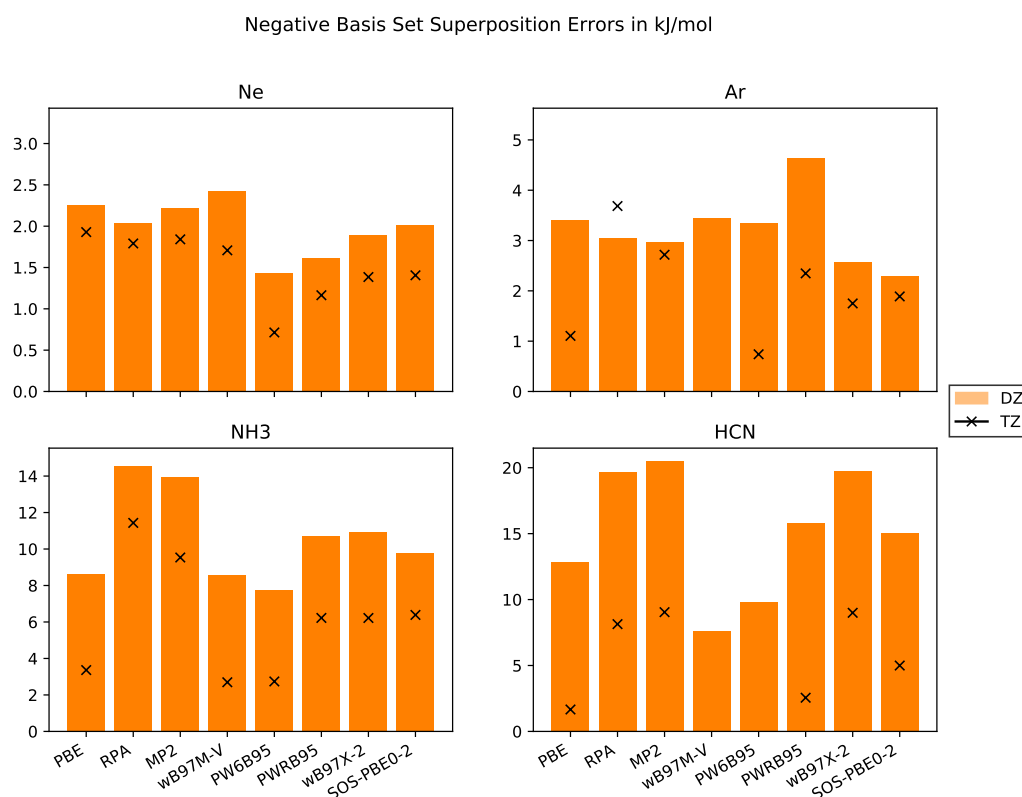 Negative Basis Set Superposition Errors in kJ/mol
Ne
3.0
2.5
2.0
1.5
1.0
0.5
0.0
Ar
5
4
3
2
1
0
DZ
TZ
NH3
14
12
10
8
6
4
2
0
PBE
RPA
MP2
wB97M-V
PW6B95
PWRB95
wB97X-2
SOS-PBE0-2
HCN
20
15
10
5
0
PBE
RPA
MP2
wB97M-V
PW6B95
PWRB95
wB97X-2
SOS-PBE0-2